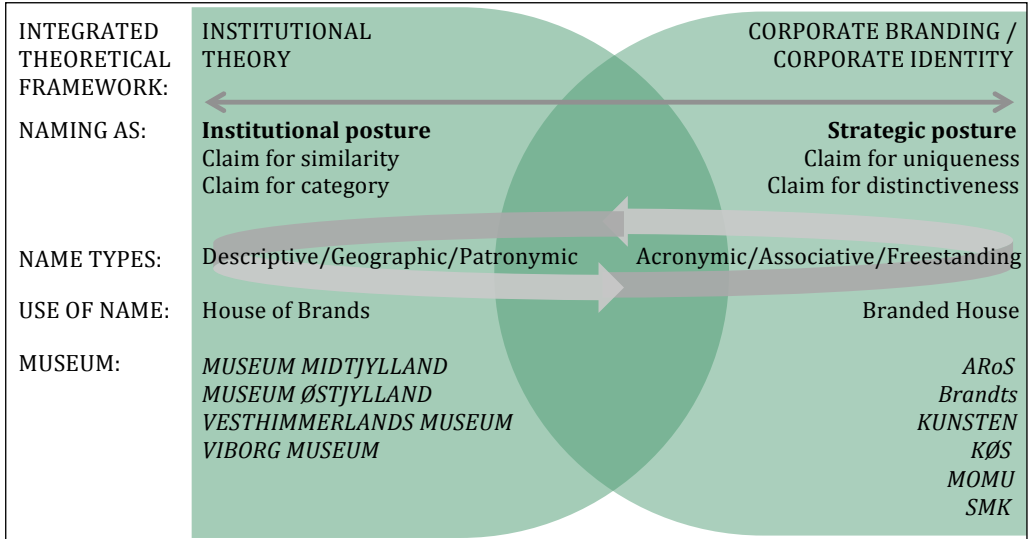 INTEGRATED THEORETICAL FRAMEWORK:
INSTITUTIONAL THEORY
CORPORATE BRANDING / CORPORATE IDENTITY
NAMING AS:
Institutional posture
Claim for similarity
Claim for category
Strategic posture
Claim for uniqueness
Claim for distinctiveness
NAME TYPES:
Descriptive/Geographic/Patronymic
Acronymic/Associative/Freestanding
USE OF NAME:
House of Brands
Branded House
MUSEUM:
MUSEUM MIDTJYLLAND
MUSEUM ØSTJYLLAND
VESTHIMMERLANDS MUSEUM
VIBORG MUSEUM
ARoS
Brandts
KUNSTEN
KØS
MOMU
SMK